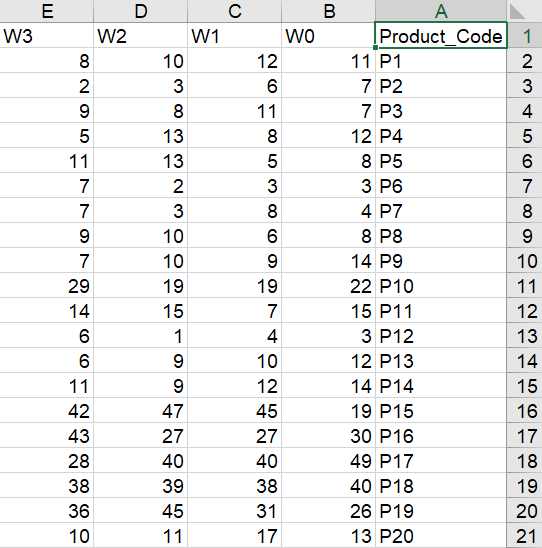 E D C B A
W3 W2 W1 W0 Product_Code 1
8 10 12 11 P1 2
2 3 6 7 P2 3
9 8 11 7 P3 4
5 13 8 12 P4 5
11 13 5 8 P5 6
7 2 3 3 P6 7
7 3 8 4 P7 8
9 10 6 8 P8 9
7 10 9 14 P9 10
29 19 19 22 P10 11
14 15 7 15 P11 12
6 1 4 3 P12 13
6 9 10 12 P13 14
11 9 12 14 P14 15
42 47 45 19 P15 16
43 27 27 30 P16 17
28 40 40 49 P17 18
38 39 38 40 P18 19
36 45 31 26 P19 20
10 11 17 13 P20 21